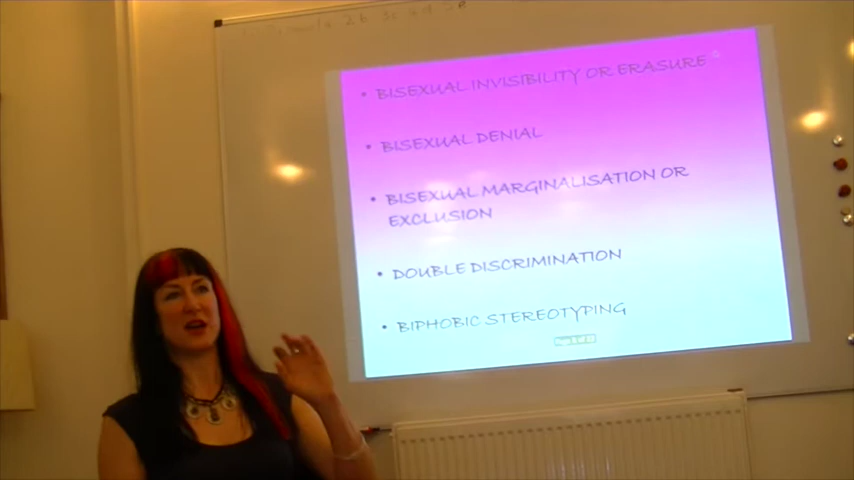 • BISEXUAL INVISIBILITY OR ERASURE
• BISEXUAL DENIAL
• BISEXUAL MARGINALISATION OR
EXCLUSION
• DOUBLE DISCRIMINATION
• BIPHOBIC STEREOTYPING